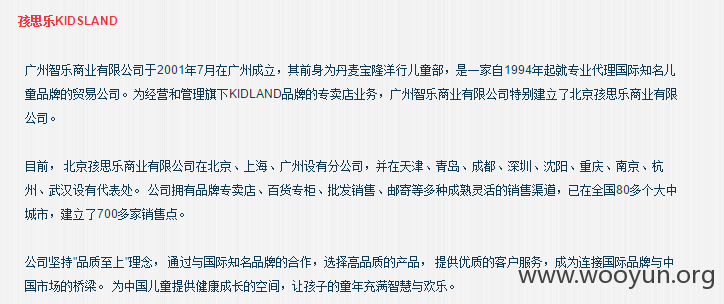 孩思乐KIDSLAND
广州智乐商业有限公司于2001年7月在广州成立，其前身为丹麦宝隆洋行儿童部，是一家自1994年起就专业代理国际知名儿
童品牌的贸易公司。为经营和管理旗下KIDLAND品牌的专卖店业务，广州智乐商业有限公司特别建立了北京孩思乐商业有限
公司。
目前， 北京孩思乐商业有限公司在北京、上海、广州设有分公司，并在天津、青岛、成都、深圳、沈阳、重庆、南京、杭
州、武汉设有代表处。 公司拥有品牌专卖店、百货专柜、批发销售、邮寄等多种成熟灵活的销售渠道，已在全国80多个大中
城市，建立了700多家销售点。
公司坚持"品质至上"理念， 通过与国际知名品牌的合作，选择高品质的产品， 提供优质的客户服务，成为连接国际品牌与中
国市场的桥梁。 为中国儿童提供健康成长的空间，让孩子的童年充满智慧与欢乐。
www.wooyun.org